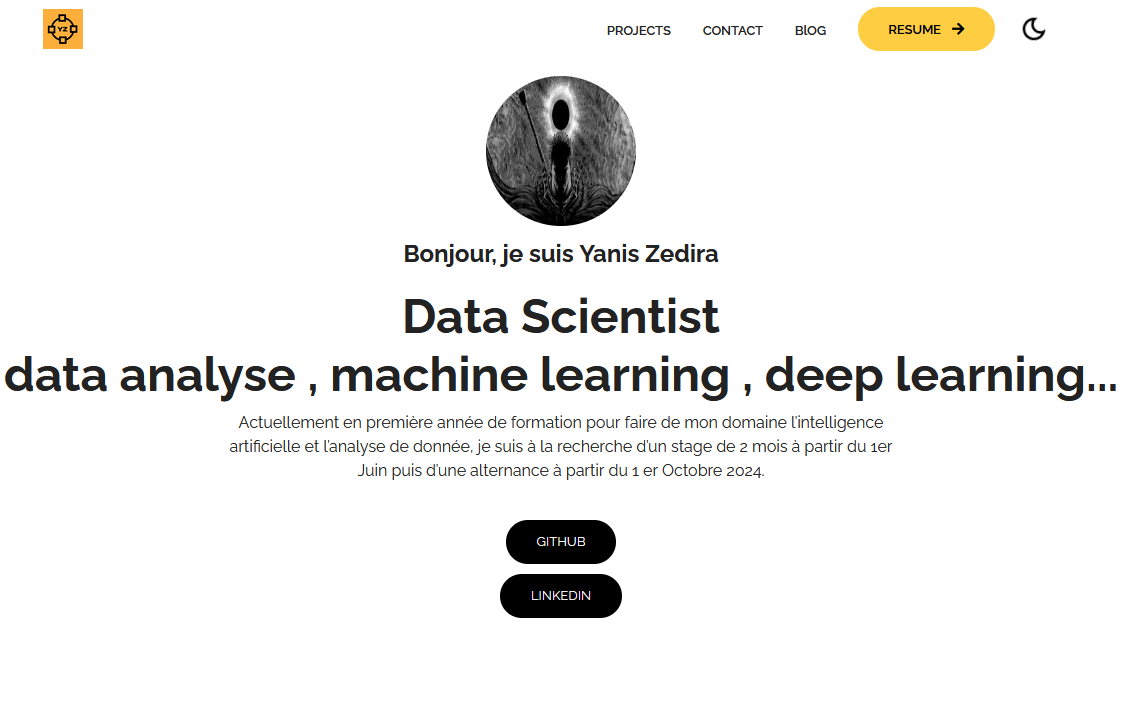 YZ
PROJECTS
CONTACT
BlOG
RESUME
Bonjour, je suis Yanis Zedira
Data Scientist
data analyse , machine learning , deep learning...
Actuellement en première année de formation pour faire de mon domaine l'intelligence
artificielle et l'analyse de donnée, je suis à la recherche d'un stage de 2 mois à partir du 1er
Juin puis d'une alternance à partir du 1 er Octobre 2024.
GITHUB
LINKEDIN